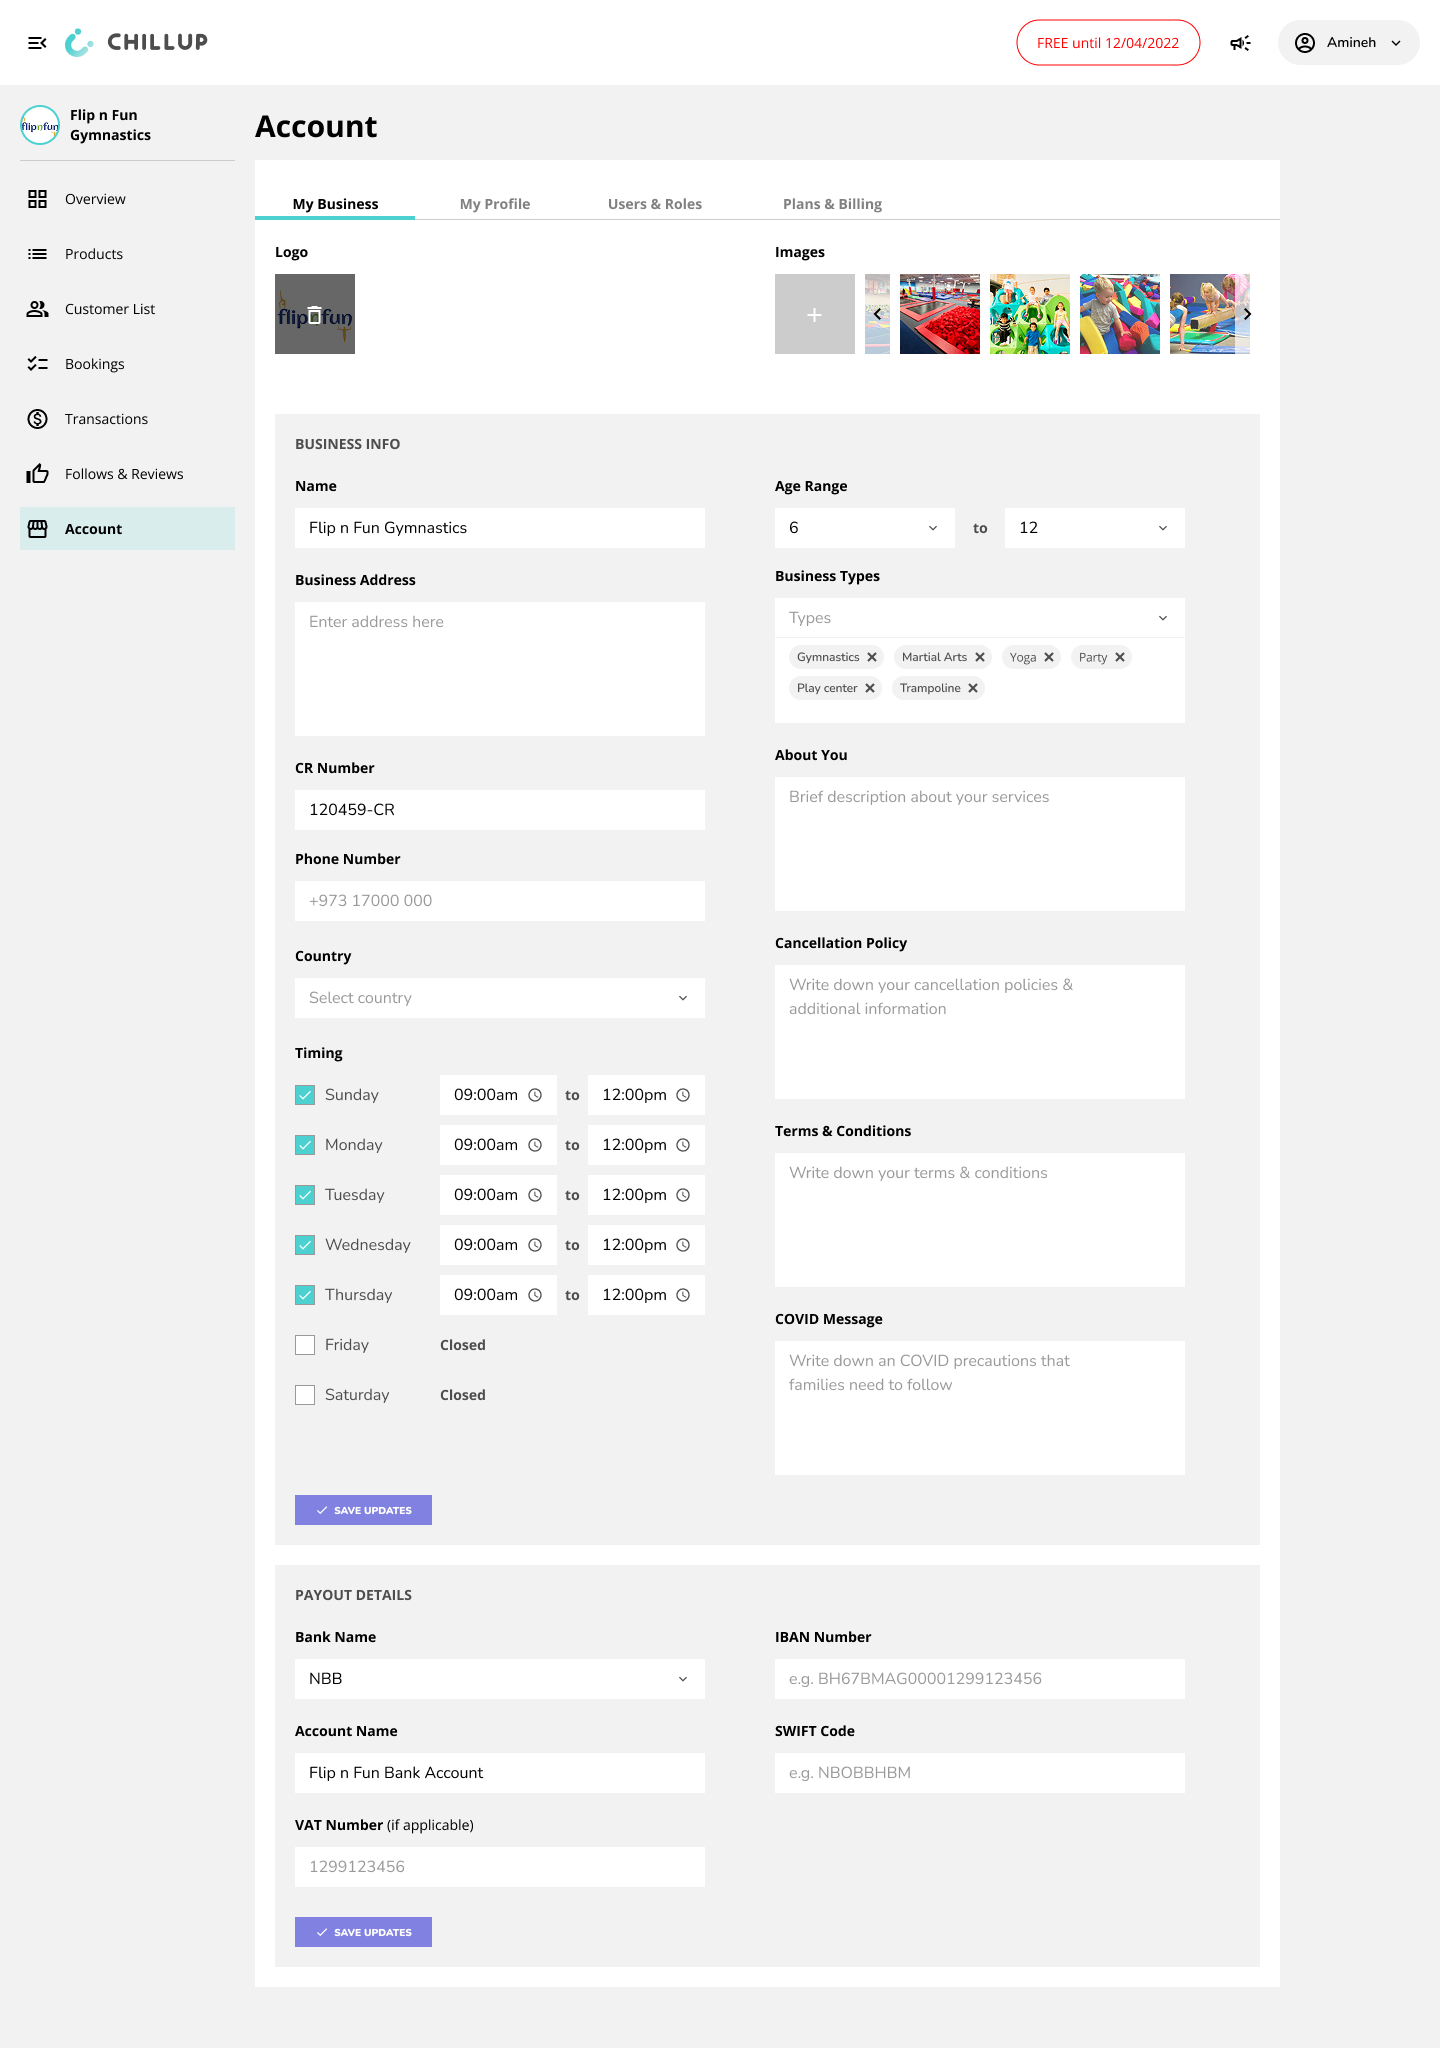 CHILLUP
FREE until 12/04/2022
Amineh
flipnfun
Flip n Fun
Gymnastics
Overview
Products
Customer List
Bookings
Transactions
Follows & Reviews
Account
Account
My Business
My Profile
Users & Roles
Plans & Billing
Logo
flipnfun
Images
BUSINESS INFO
Name
Flip n Fun Gymnastics
Business Address
Enter address here
CR Number
120459-CR
Phone Number
+973 17000 000
Country
Select country
Timing
Sunday 09:00am to 12:00pm
Monday 09:00am to 12:00pm
Tuesday 09:00am to 12:00pm
Wednesday 09:00am to 12:00pm
Thursday 09:00am to 12:00pm
Friday Closed
Saturday Closed
SAVE UPDATES
Age Range
6 to 12
Business Types
Types
Gymnastics Martial Arts Yoga Party
Play center Trampoline
About You
Brief description about your services
Cancellation Policy
Write down your cancellation policies &
additional information
Terms & Conditions
Write down your terms & conditions
COVID Message
Write down an COVID precautions that
families need to follow
PAYOUT DETAILS
Bank Name
NBB
Account Name
Flip n Fun Bank Account
VAT Number (if applicable)
1299123456
SAVE UPDATES
IBAN Number
e.g. BH67BMAG00001299123456
SWIFT Code
e.g. NBOBBHBM